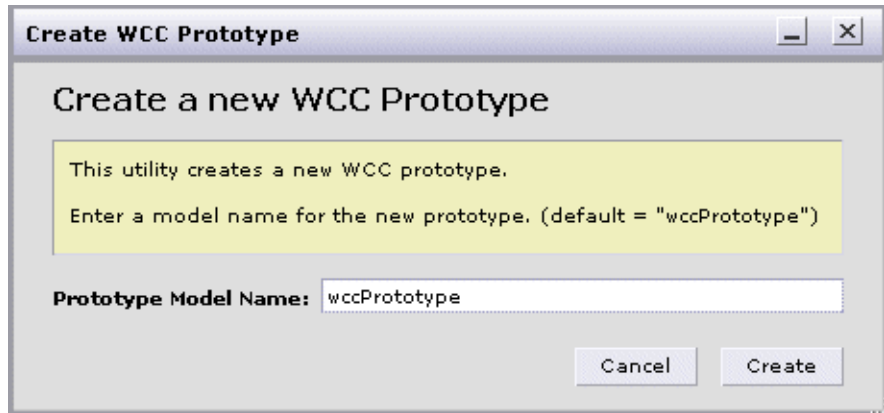 Create WCC Prototype
Create a new WCC Prototype
This utility creates a new WCC prototype.
Enter a model name for the new prototype. (default = "wccPrototype")
Prototype Model Name: wccPrototype
Cancel Create